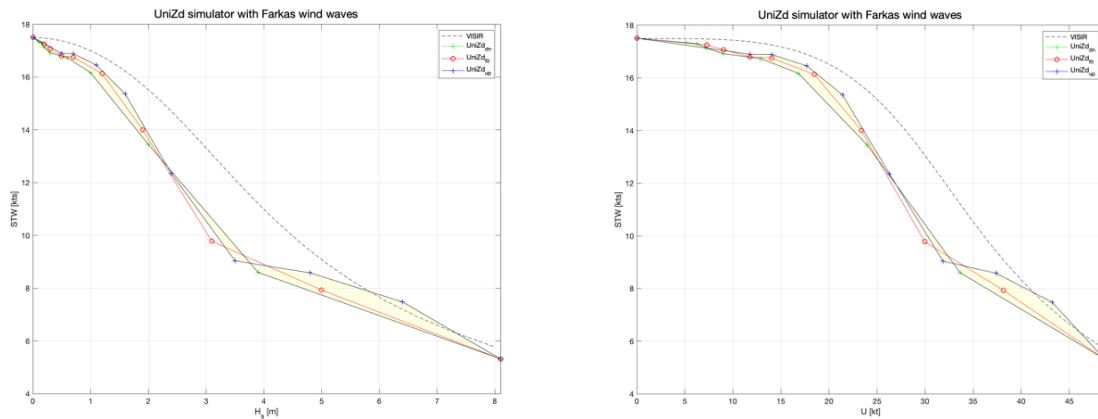 UniZd simulator with Farkas wind waves
18
16
14
12
10
8
6
4
STW [kts]
0 1 2 3 4 5 6 7 8
H_s [m]
VISIR
UniZd_dn
UniZd_fit
UniZd_up
UniZd simulator with Farkas wind waves
18
16
14
12
10
8
6
4
STW [kts]
0 5 10 15 20 25 30 35 40 45
U [kt]
VISIR
UniZd_dn
UniZd_fit
UniZd_up